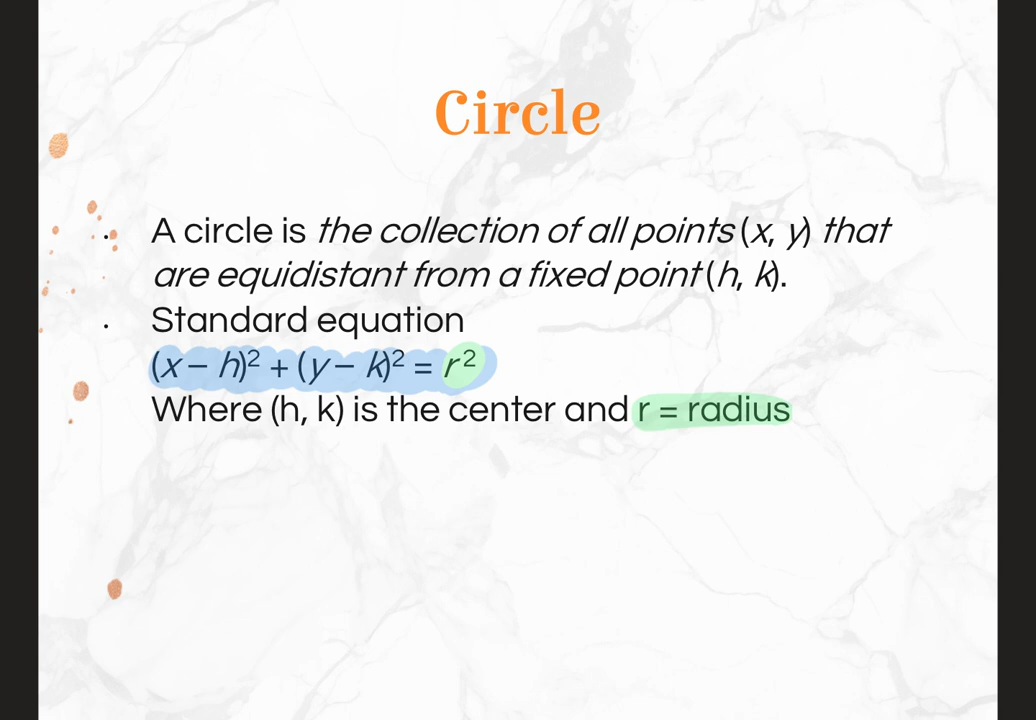 Circle
• A circle is the collection of all points (x, y) that
are equidistant from a fixed point (h, k).
• Standard equation
(x – h)² + (y – k)² = r²
Where (h, k) is the center and r = radius